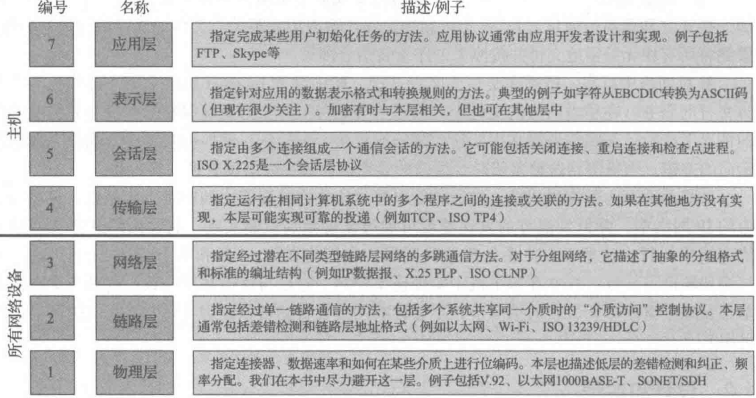 编号 名称 描述/例子
7 应用层 指定完成某些用户初始化任务的方法。应用协议通常由应用开发者设计和实现。例子包括
FTP、Skype等
6 表示层 指定针对应用的数据表示格式和转换规则的方法。典型的例子如字符从EBCDIC转换为ASCII码
（但现在很少关注）。加密有时与本层相关，但也可在其他层中
主机
5 会话层 指定由多个连接组成一个通信会话的方法。它可能包括关闭连接、重启连接和检查点进程。
ISO X.225是一个会话层协议
4 传输层 指定运行在相同计算机系统中的多个程序之间的连接或关联的方法。如果在其他地方没有实
现，本层可能实现可靠的投递（例如TCP、ISO TP4）
3 网络层 指定经过潜在不同类型链路层网络的多跳通信方法。对于分组网络，它描述了抽象的分组格式
和标准的编址结构（例如IP数据报、X.25 PLP、ISO CLNP）
所有网络设备
2 链路层 指定经过单一链路通信的方法，包括多个系统共享同一介质时的“介质访问”控制协议。本层
通常包括差错检测和链路层地址格式（例如以太网、Wi-Fi、ISO 13239/HDLC）
1 物理层 指定连接器、数据速率和如何在某些介质上进行位编码。本层也描述低层的差错检测和纠正、频
率分配。我们在本书中尽力避开这一层。例子包括V.92、以太网1000BASE-T、SONET/SDH